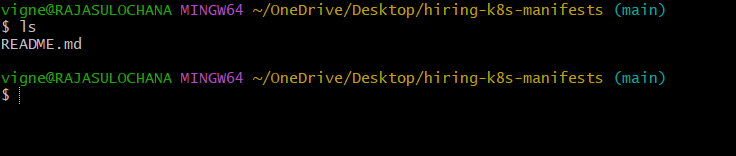 vigne@RAJASULOCHANA MINGW64 ~/OneDrive/Desktop/hiring-k8s-manifests (main)
$ ls
README.md
vigne@RAJASULOCHANA MINGW64 ~/OneDrive/Desktop/hiring-k8s-manifests (main)
$